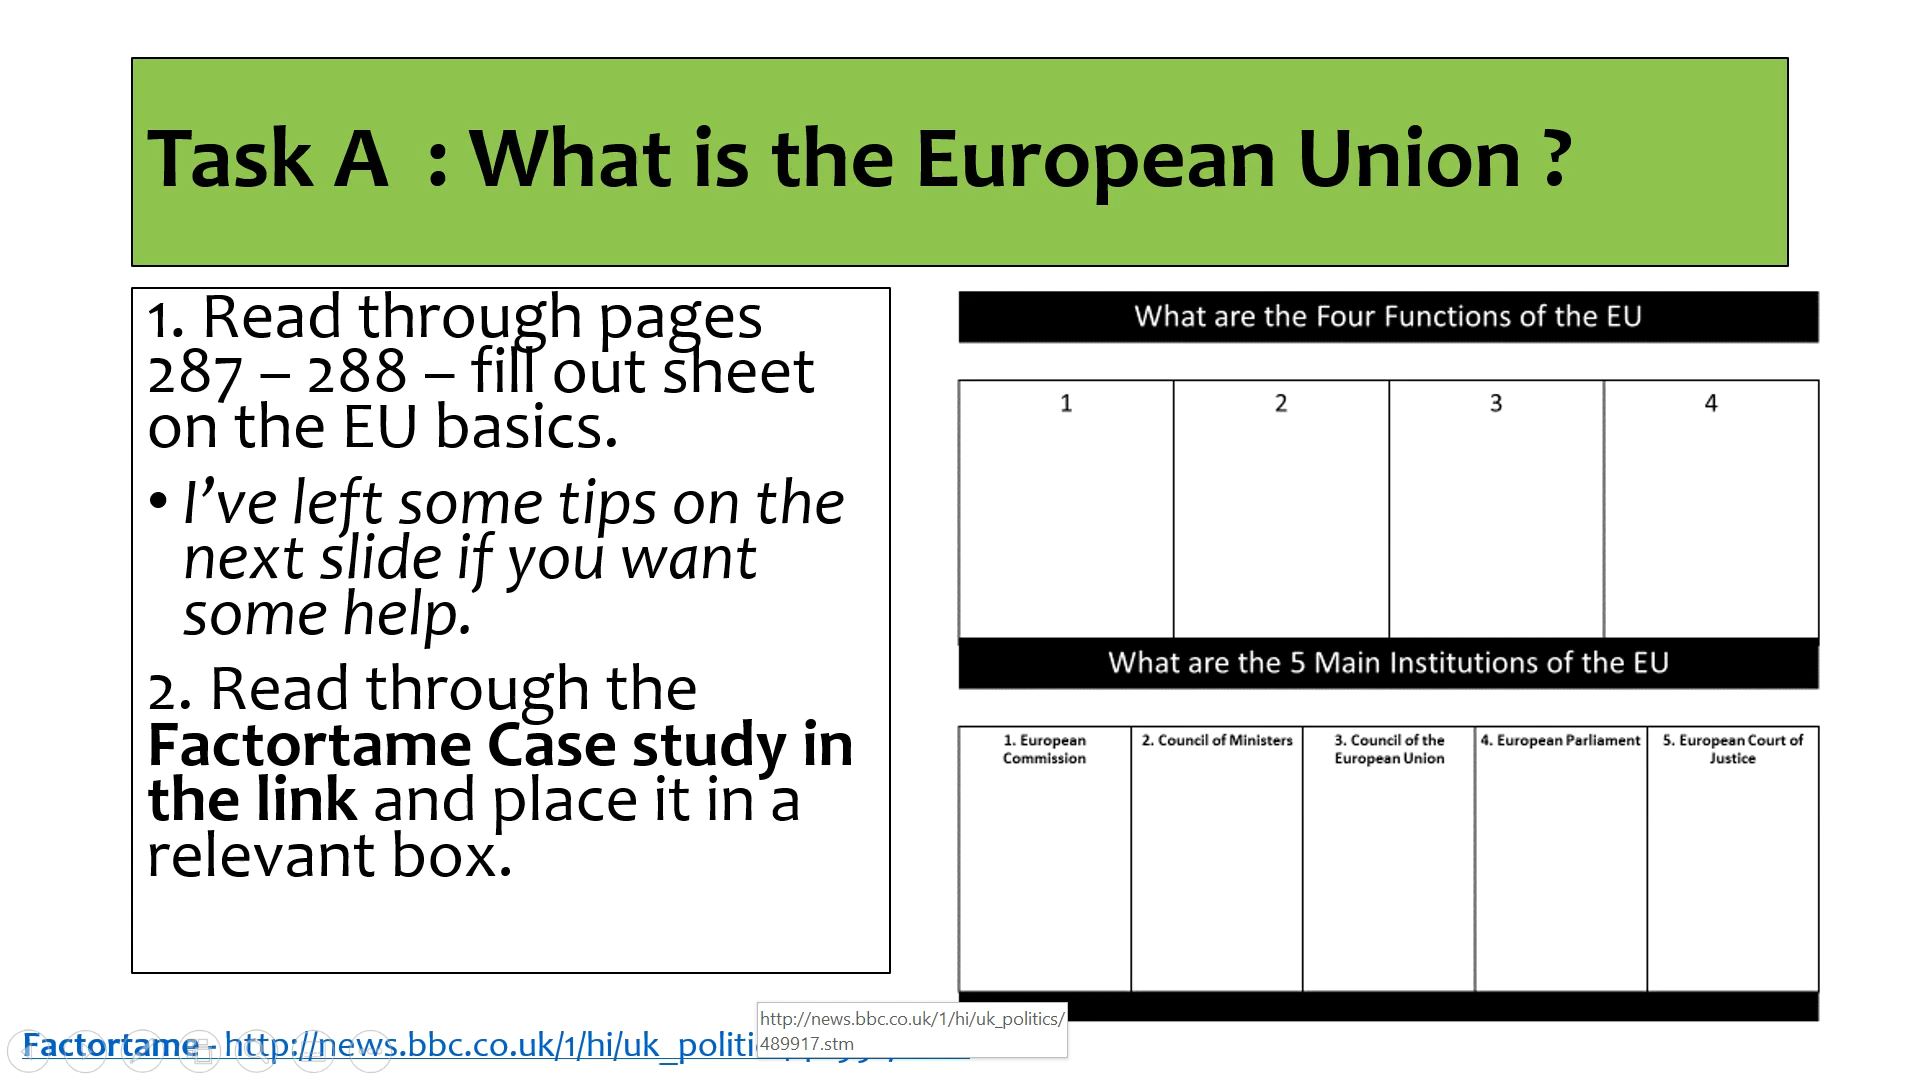 Task A  : What is the European Union ?
1. Read through pages
287 – 288 – fill out sheet
on the EU basics.
• I’ve left some tips on the
next slide if you want
some help.
2. Read through the
Factortame Case study in
the link and place it in a
relevant box.
What are the Four Functions of the EU
1 2 3 4
What are the 5 Main Institutions of the EU
1. European
Commission
2. Council of Ministers
3. Council of the
European Union
4. European Parliament
5. European Court of
Justice
Factortame - http://news.bbc.co.uk/1/hi/uk_politi
http://news.bbc.co.uk/1/hi/uk_politics/
489917.stm